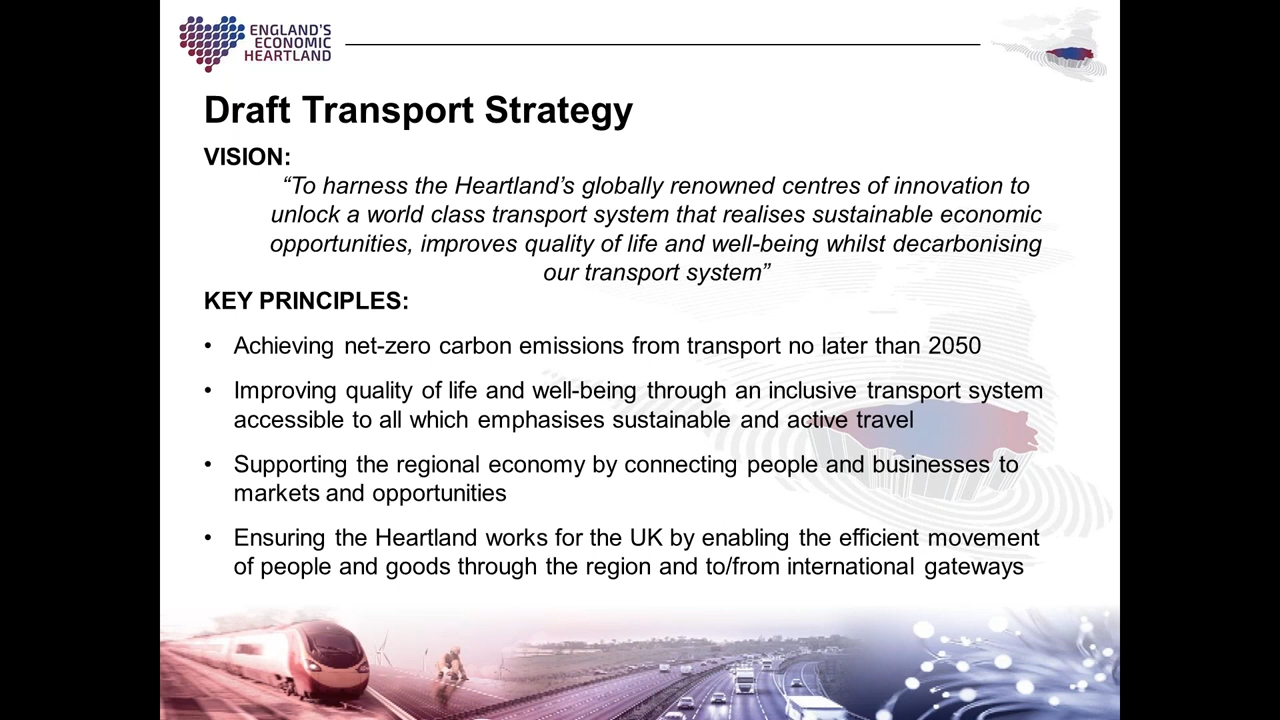 ENGLAND'S
ECONOMIC
HEARTLAND
Draft Transport Strategy
VISION:
“To harness the Heartland’s globally renowned centres of innovation to
unlock a world class transport system that realises sustainable economic
opportunities, improves quality of life and well-being whilst decarbonising
our transport system”
KEY PRINCIPLES:
• Achieving net-zero carbon emissions from transport no later than 2050
• Improving quality of life and well-being through an inclusive transport system
accessible to all which emphasises sustainable and active travel
• Supporting the regional economy by connecting people and businesses to
markets and opportunities
• Ensuring the Heartland works for the UK by enabling the efficient movement
of people and goods through the region and to/from international gateways